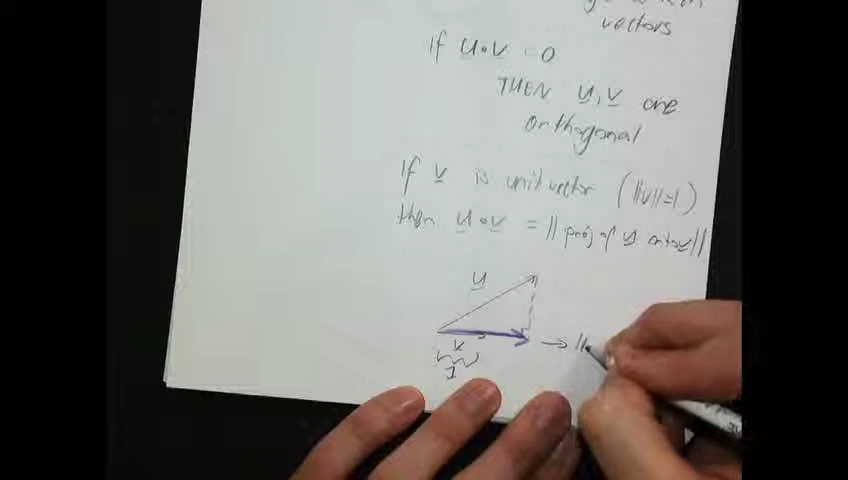 vectors
If u • v = 0
THEN u, v are
orthogonal
If v is unit vector (||v||=1)
then u • v = || proj of u onto v ||
u
v
1
→ ||